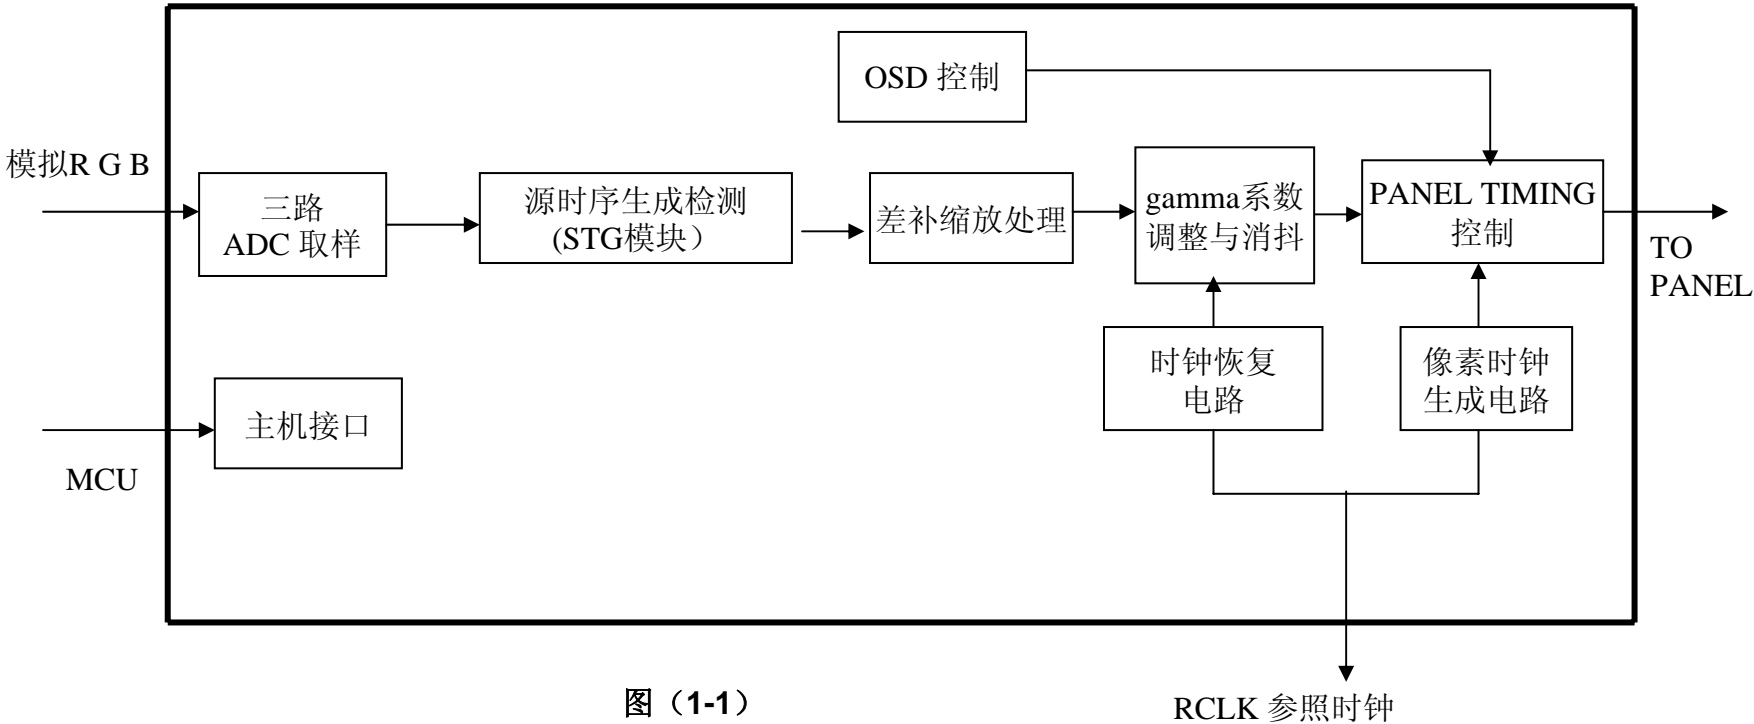 OSD 控制
模拟R G B
三路
ADC 取样
源时序生成检测
(STG模块）
差补缩放处理
gamma系数
调整与消抖
PANEL TIMING
控制
TO
PANEL
时钟恢复
电路
像素时钟
生成电路
主机接口
MCU
图（1-1）
RCLK 参照时钟